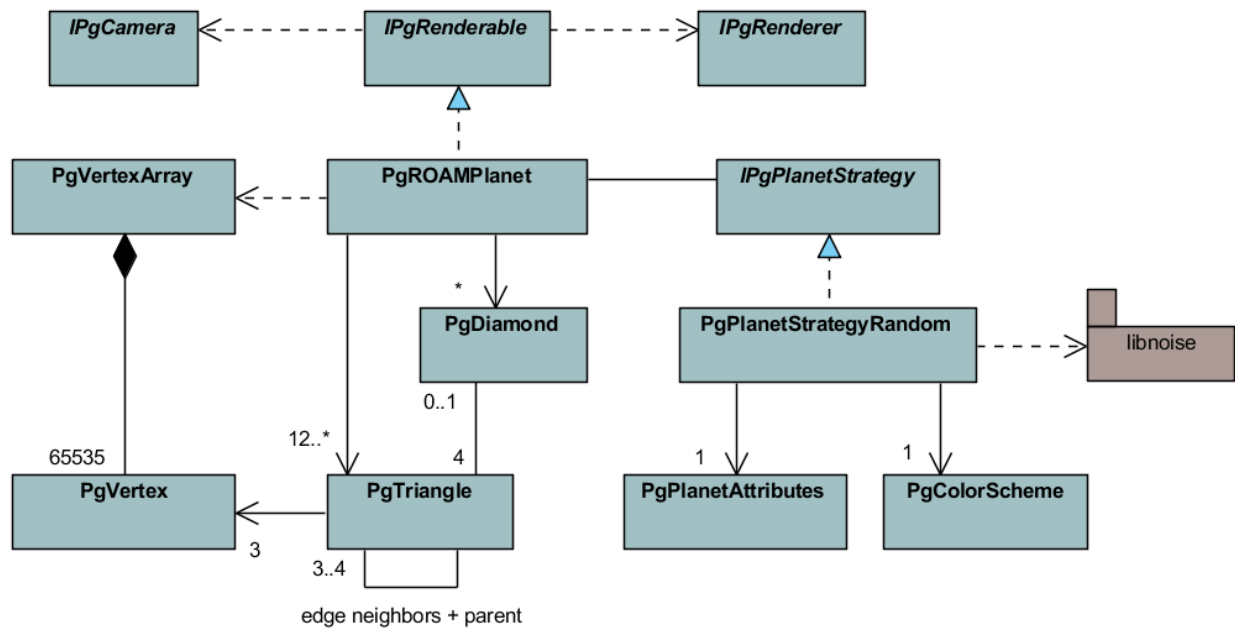 IPgCamera
IPgRenderable
IPgRenderer
PgVertexArray
PgROAMPlanet
IPgPlanetStrategy
*
PgDiamond
PgPlanetStrategyRandom
libnoise
0..1
12..*
65535
4
1
1
PgVertex
PgTriangle
PgPlanetAttributes
PgColorScheme
3
3..4
edge neighbors + parent